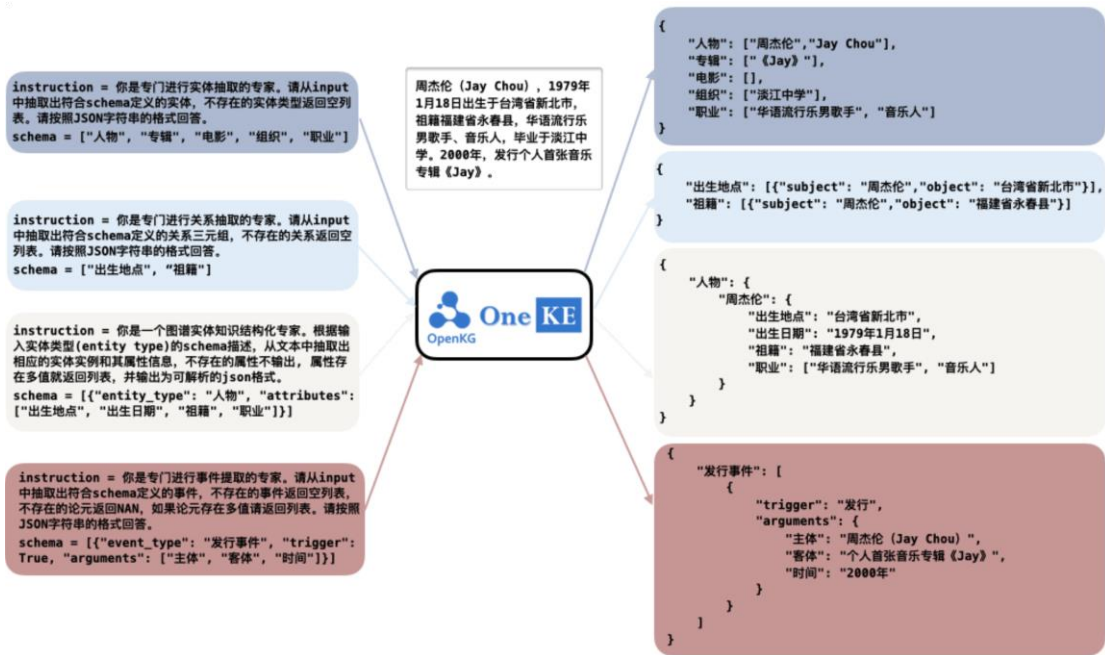 instruction = 你是专门进行实体抽取的专家。请从input
中抽取出符合schema定义的实体，不存在的实体类型返回空列
表。请按照JSON字符串的格式回答。
schema = ["人物", "专辑", "电影", "组织", "职业"]
instruction = 你是专门进行关系抽取的专家。请从input
中抽取出符合schema定义的关系三元组，不存在的关系返回空
列表。请按照JSON字符串的格式回答。
schema = ["出生地点", “祖籍"]
instruction = 你是一个图谱实体知识结构化专家。根据输
入实体类型(entity type)的schema描述，从文本中抽取出
相应的实体实例和其属性信息，不存在的属性不输出，属性存
在多值就返回列表，并输出为可解析的json格式。
schema = [{"entity_type": "人物", "attributes":
["出生地点", "出生日期", "祖籍", "职业"]}]
instruction = 你是专门进行事件提取的专家。请从input
中抽取出符合schema定义的事件，不存在的事件返回空列表，
不存在的论元返回NAN，如果论元存在多值请返回列表。请按照
JSON字符串的格式回答。
schema = [{"event_type": "发行事件", "trigger":
True, "arguments": ["主体", "客体", "时间"]}]
周杰伦（Jay Chou），1979年
1月18日出生于台湾省新北市，
祖籍福建省永春县，华语流行乐
男歌手、音乐人，毕业于淡江中
学。2000年，发行个人首张音乐
专辑《Jay》。
OpenKG
One KE
{
"人物": ["周杰伦","Jay Chou"],
"专辑": ["《Jay》"],
"电影": [],
"组织": ["淡江中学"],
"职业": ["华语流行乐男歌手", "音乐人"]
}
{
"出生地点": [{"subject": "周杰伦","object": "台湾省新北市"}],
"祖籍": [{"subject": "周杰伦","object": "福建省永春县"}]
}
{
"人物": {
"周杰伦": {
"出生地点": "台湾省新北市",
"出生日期": "1979年1月18日",
"祖籍": "福建省永春县",
"职业": ["华语流行乐男歌手", "音乐人"]
}
}
}
{
"发行事件": [
{
"trigger": "发行",
"arguments": {
"主体": "周杰伦（Jay Chou）",
"客体": "个人首张音乐专辑《Jay》",
"时间": "2000年"
}
}
]
}